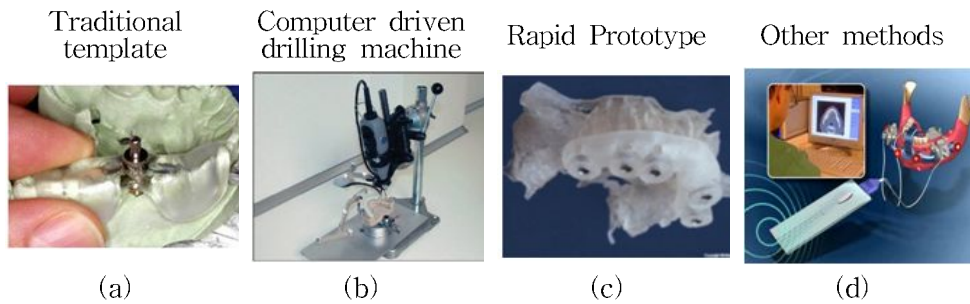 Traditional
template
Computer driven
drilling machine
Rapid Prototype
Other methods
(a)
(b)
(c)
(d)